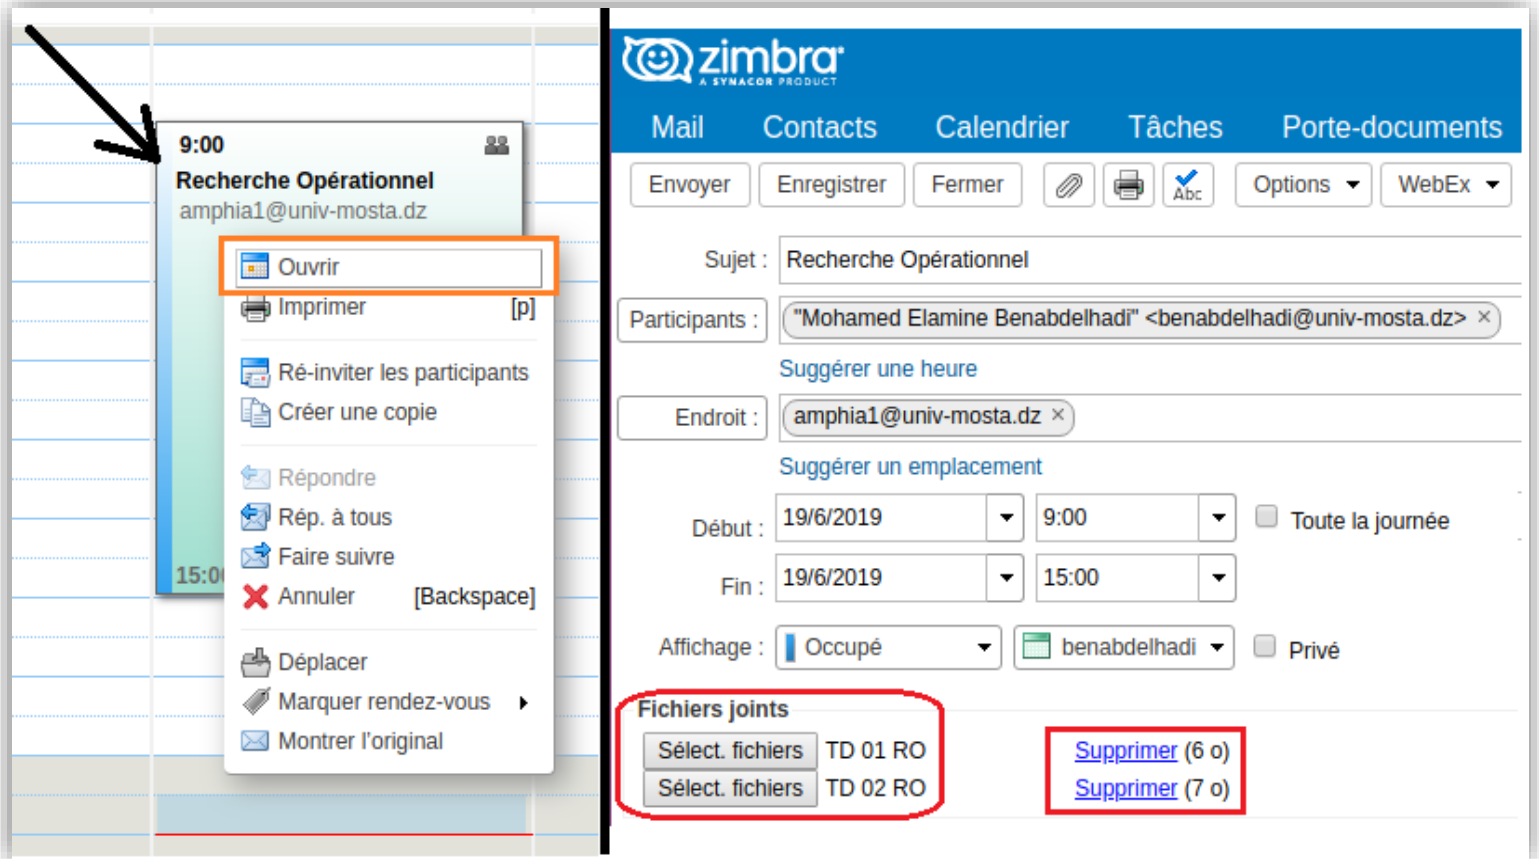 9:00
Recherche Opérationnel
amphia1@univ-mosta.dz
Ouvrir
Imprimer [p]
Ré-inviter les participants
Créer une copie
Répondre
Rép. à tous
Faire suivre
15:0
Annuler [Backspace]
Déplacer
Marquer rendez-vous
Montrer l'original
zimbra
A SYNACOR PRODUCT
Mail Contacts Calendrier Tâches Porte-documents
Envoyer Enregistrer Fermer Abc Options WebEx
Sujet : Recherche Opérationnel
Participants : "Mohamed Elamine Benabdelhadi" <benabdelhadi@univ-mosta.dz> ×
Suggérer une heure
Endroit : amphia1@univ-mosta.dz ×
Suggérer un emplacement
Début : 19/6/2019 9:00 Toute la journée
Fin : 19/6/2019 15:00
Affichage : Occupé benabdelhadi Privé
Fichiers joints
Sélect. fichiers TD 01 RO Supprimer (6 o)
Sélect. fichiers TD 02 RO Supprimer (7 o)